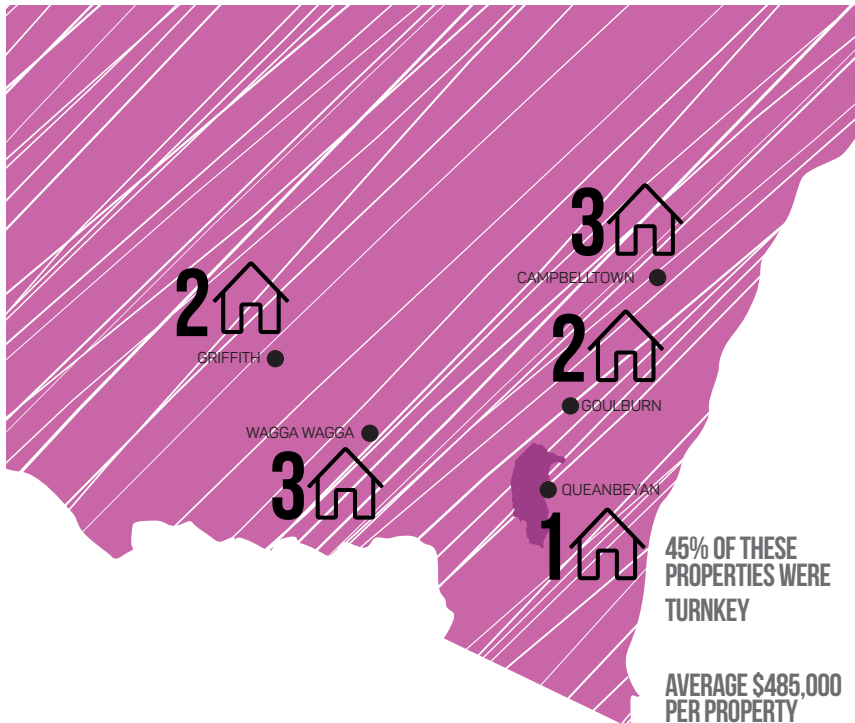 3
CAMPBELLTOWN
2
GRIFFITH
2
GOULBURN
WAGGA WAGGA
3
QUEANBEYAN
1
45% OF THESE
PROPERTIES WERE
TURNKEY
AVERAGE $485,000
PER PROPERTY